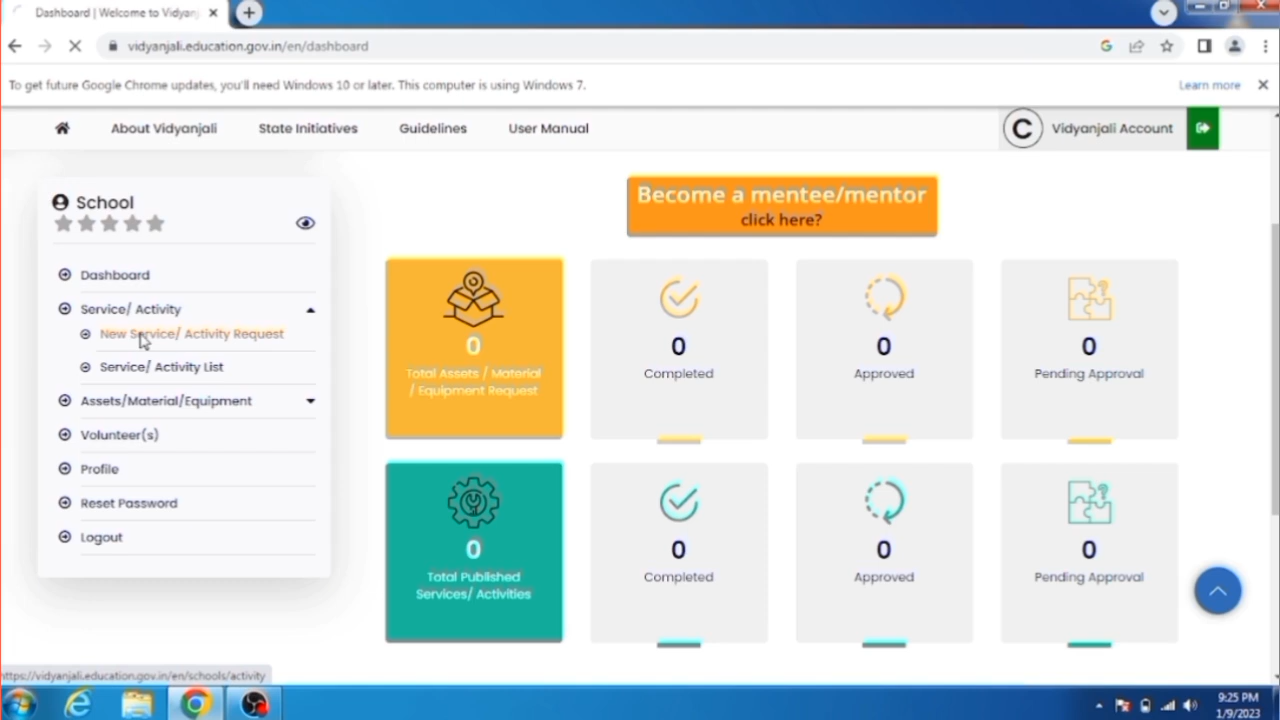 Dashboard | Welcome to Vidyanj
vidyanjali.education.gov.in/en/dashboard
To get future Google Chrome updates, you'll need Windows 10 or later. This computer is using Windows 7.
Learn more
About Vidyanjali
State Initiatives
Guidelines
User Manual
C
Vidyanjali Account
School
Dashboard
Service/ Activity
New Service/ Activity Request
Service/ Activity List
Assets/Material/Equipment
Volunteer(s)
Profile
Reset Password
Logout
Become a mentee/mentor
click here?
0
Total Assets / Material
/ Equipment Request
0
Completed
0
Approved
0
Pending Approval
0
Total Published
Services/ Activities
0
Completed
0
Approved
0
Pending Approval
https://vidyanjali.education.gov.in/en/schools/activity
9:25 PM
1/9/2023